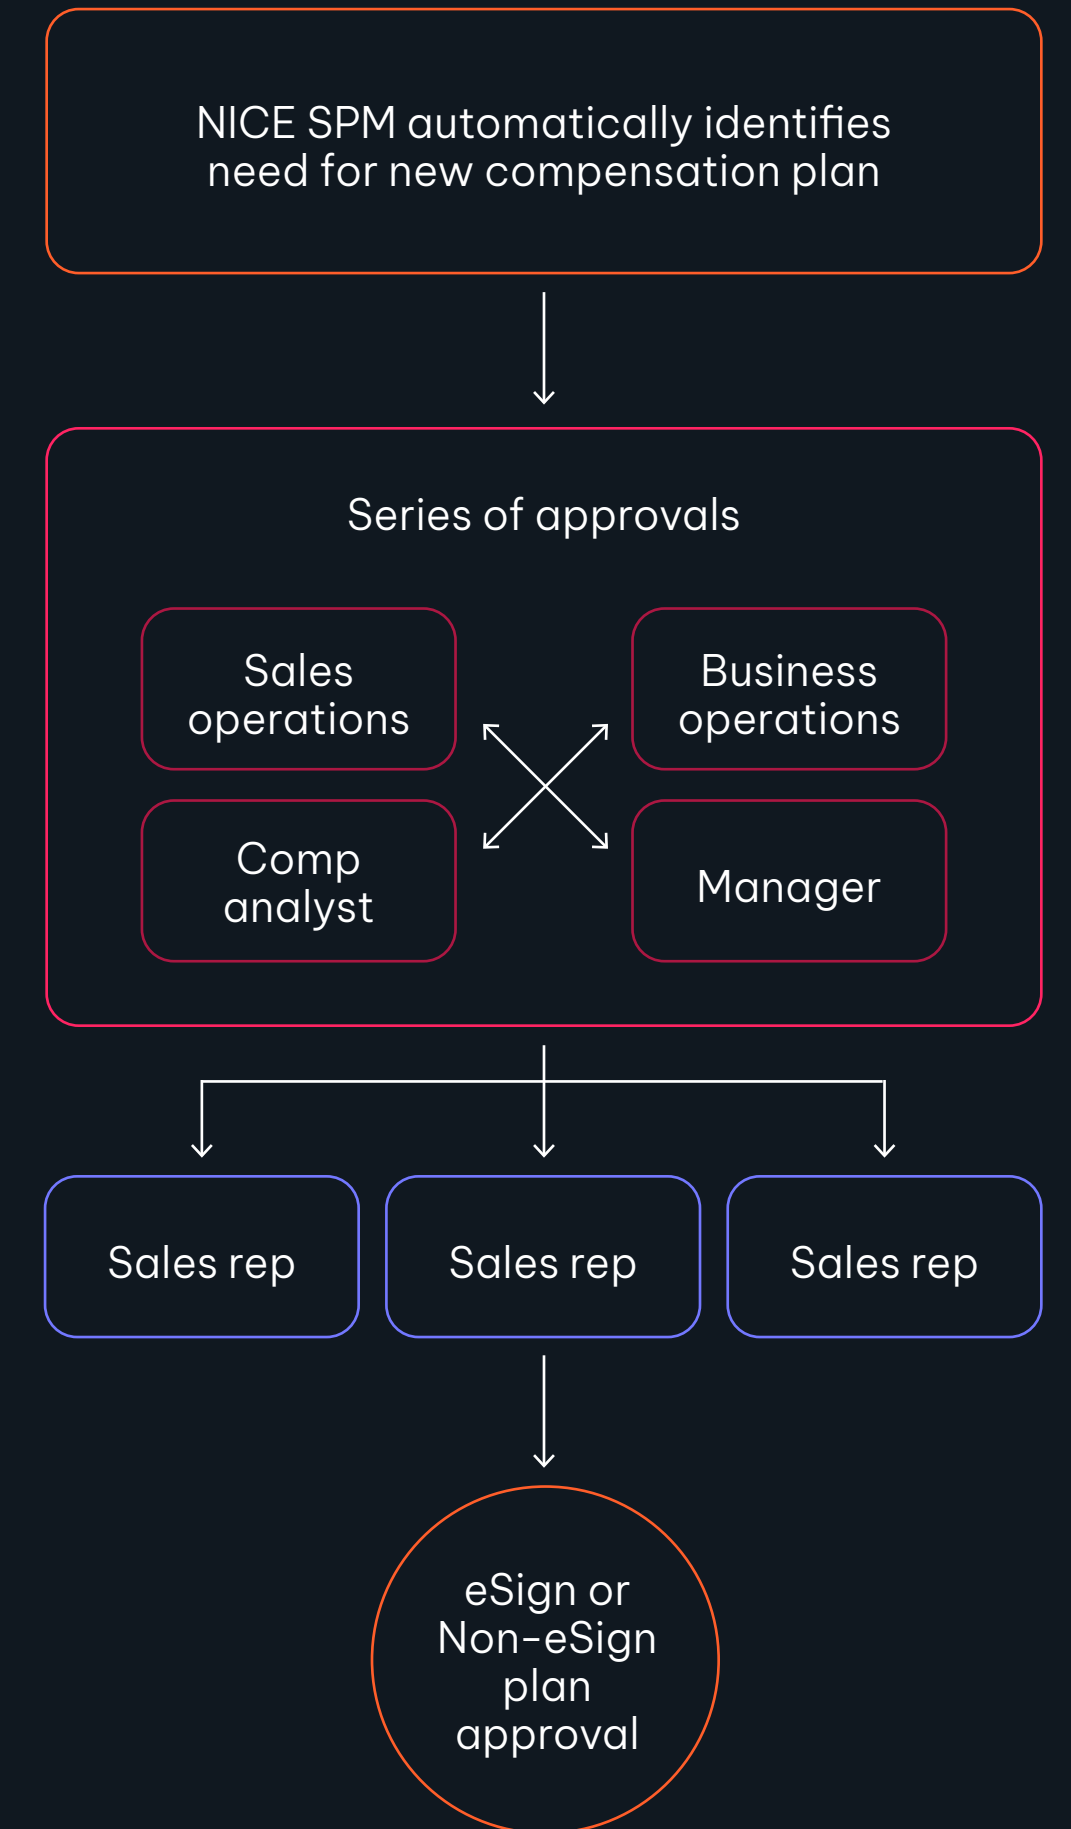 NICE SPM automatically identifies
need for new compensation plan
Series of approvals
Sales
operations
Business
operations
Comp
analyst
Manager
Sales rep
Sales rep
Sales rep
eSign or
Non-eSign
plan
approval